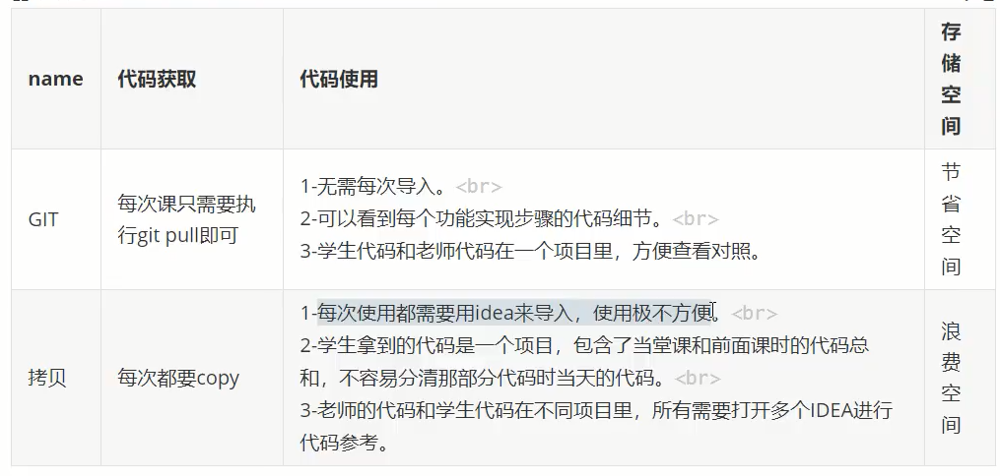 name 代码获取 代码使用 存储空间
GIT
每次课只需要执
行git pull即可
1-无需每次导入。<br>
2-可以看到每个功能实现步骤的代码细节。<br>
3-学生代码和老师代码在一个项目里，方便查看对照。
节省空间
拷贝
每次都要copy
1-每次使用都需要用idea来导入，使用极不方便。<br>
2-学生拿到的代码是一个项目，包含了当堂课和前面课时的代码总
和，不容易分清那部分代码时当天的代码。<br>
3-老师的代码和学生代码在不同项目里，所有需要打开多个IDEA进行
代码参考。
浪费空间